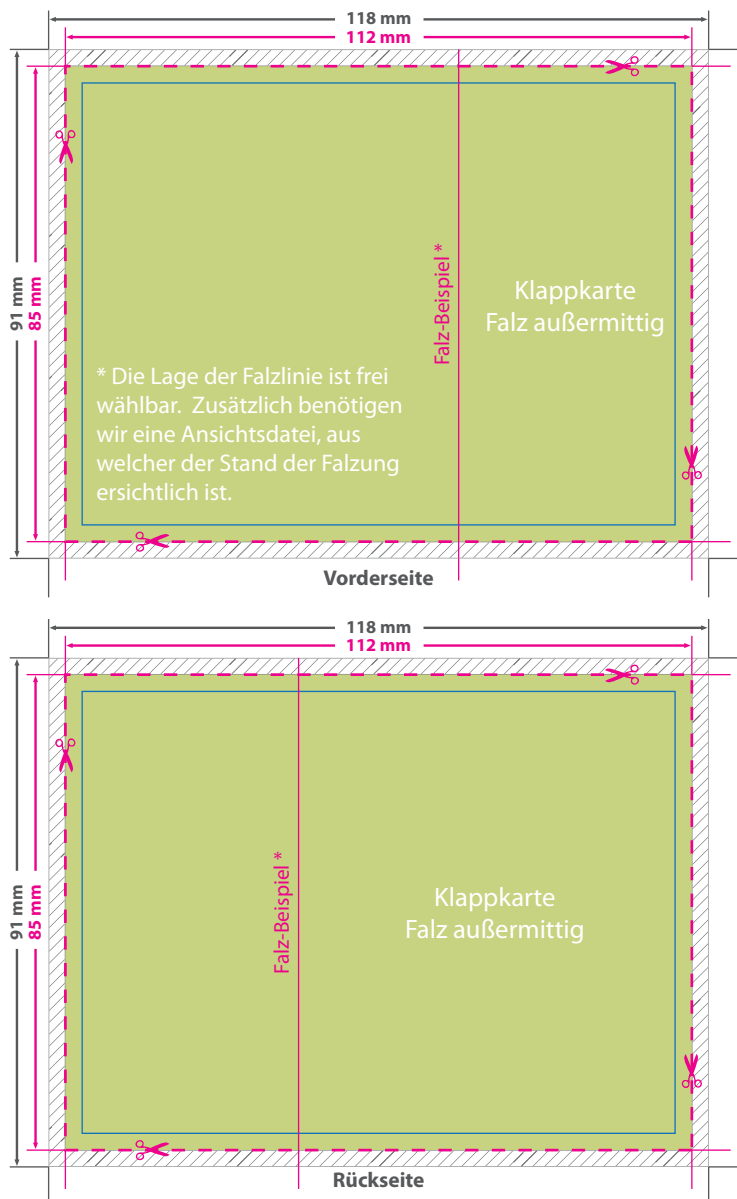 118 mm
112 mm
91 mm
85 mm
Falz-Beispiel *
Klappkarte
Falz außermittig
* Die Lage der Falzlinie ist frei
wählbar.  Zusätzlich benötigen
wir eine Ansichtsdatei, aus
welcher der Stand der Falzung
ersichtlich ist.
Vorderseite
118 mm
112 mm
91 mm
85 mm
Falz-Beispiel *
Klappkarte
Falz außermittig
Rückseite